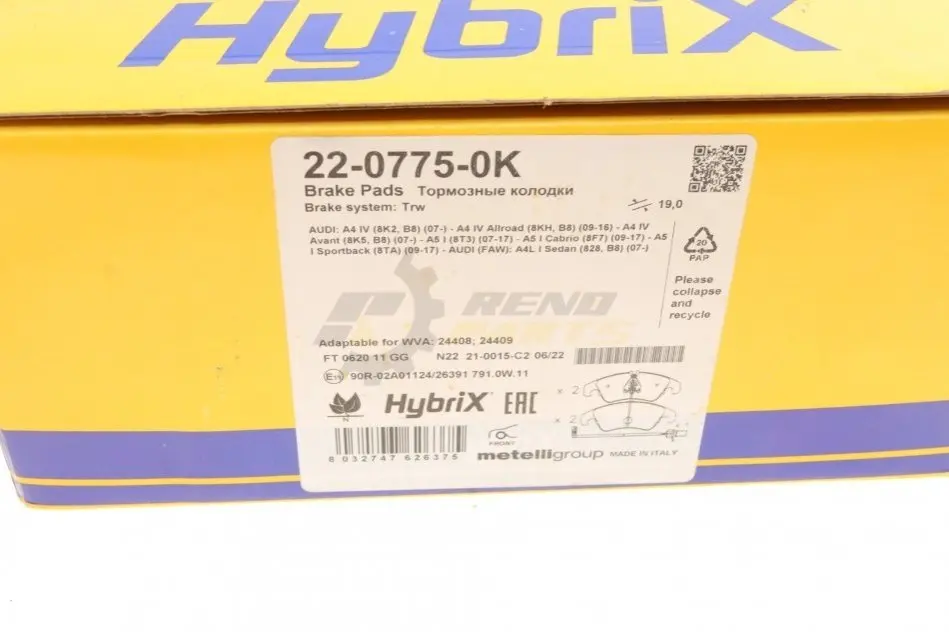 HybriX
22-0775-0K
Brake Pads Тормозные колодки
Brake system: Trw
19,0
AUDI: A4 IV (8K2, B8) (07-) - A4 IV Allroad (8KH, B8) (09-16) - A4 IV
Avant (8K5, B8) (07-) - A5 I (8T3) (07-17) - A5 I Cabrio (8F7) (09-17) - A5
I Sportback (8TA) (09-17) - AUDI (FAW): A4L I Sedan (828, B8) (07-)
20
PAP
Please
collapse
and
recycle
RENO
PARTS
Adaptable for WVA: 24408; 24409
FT 0620 11 GG N22 21-0015-C2 06/22
90R-02A01124/26391 791.0W.11
x 2
HybriX EAC
x 2
x 1
N
FRONT
8 032747 626375
metelligroup MADE IN ITALY